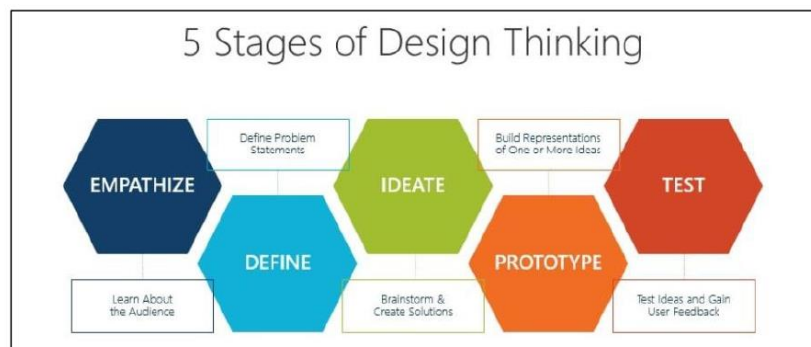 5 Stages of Design Thinking
EMPATHIZE
Learn About
the Audience
Define Problem
Statements
DEFINE
IDEATE
Brainstorm &
Create Solutions
Build Representations
of One or More Ideas
PROTOTYPE
TEST
Test Ideas and Gain
User Feedback